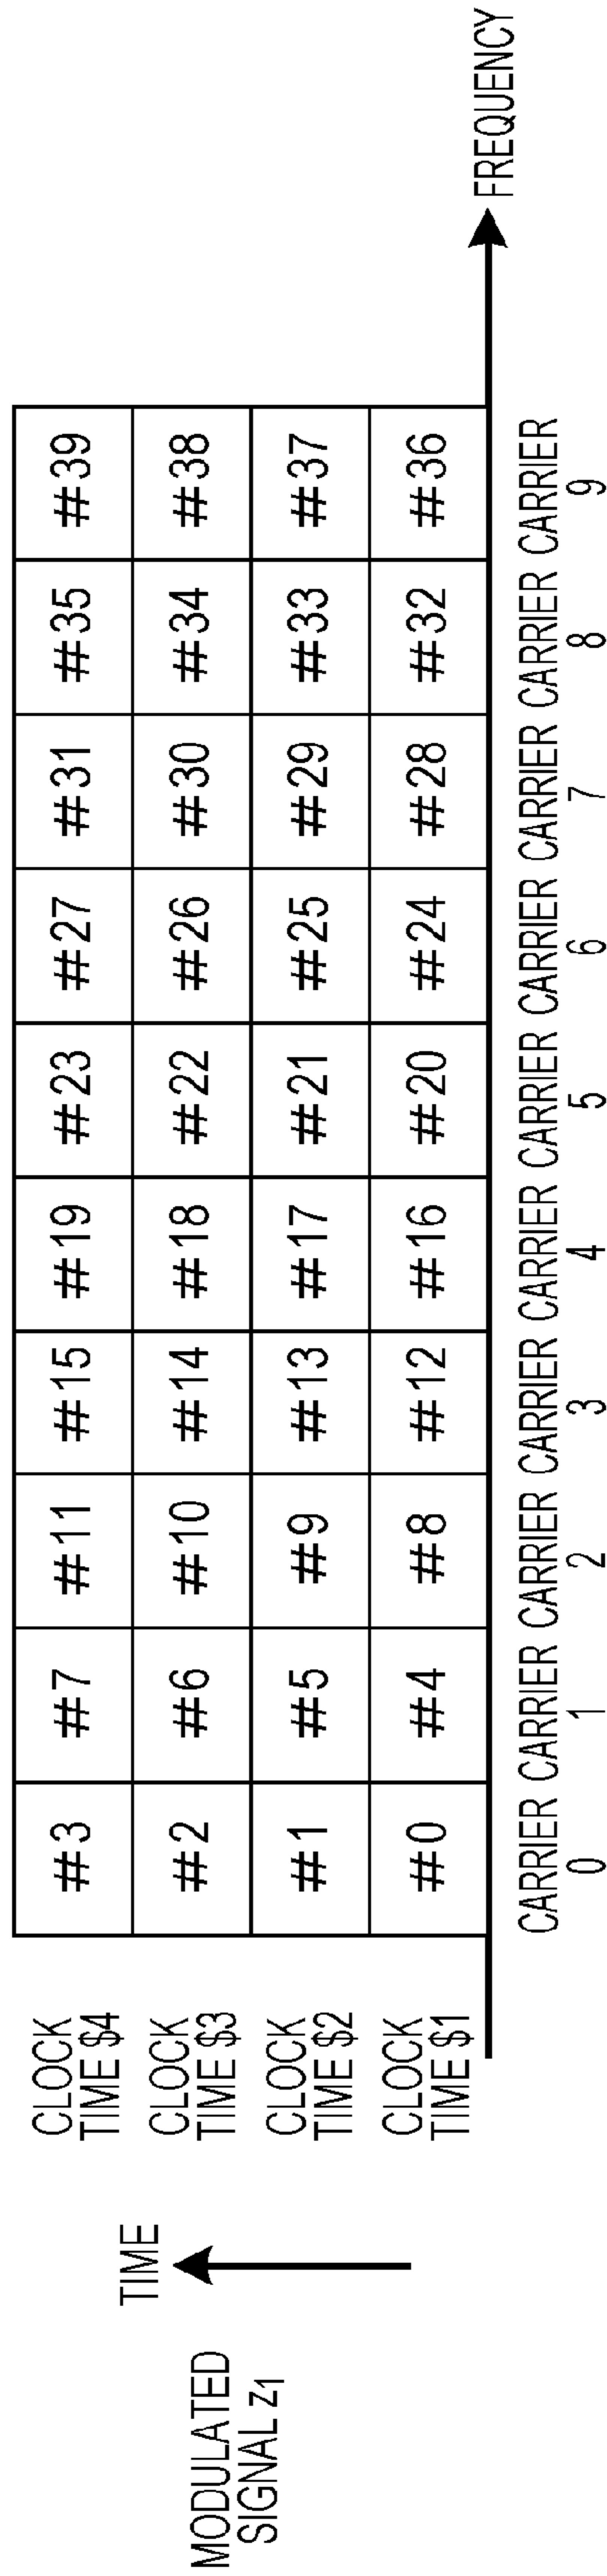 MODULATED
SIGNAL z1
TIME
CLOCK
TIME $4
#3 #7 #11 #15 #19 #23 #27 #31 #35 #39
CLOCK
TIME $3
#2 #6 #10 #14 #18 #22 #26 #30 #34 #38
CLOCK
TIME $2
#1 #5 #9 #13 #17 #21 #25 #29 #33 #37
CLOCK
TIME $1
#0 #4 #8 #12 #16 #20 #24 #28 #32 #36
FREQUENCY
CARRIER CARRIER CARRIER CARRIER CARRIER CARRIER CARRIER CARRIER CARRIER CARRIER
0 1 2 3 4 5 6 7 8 9